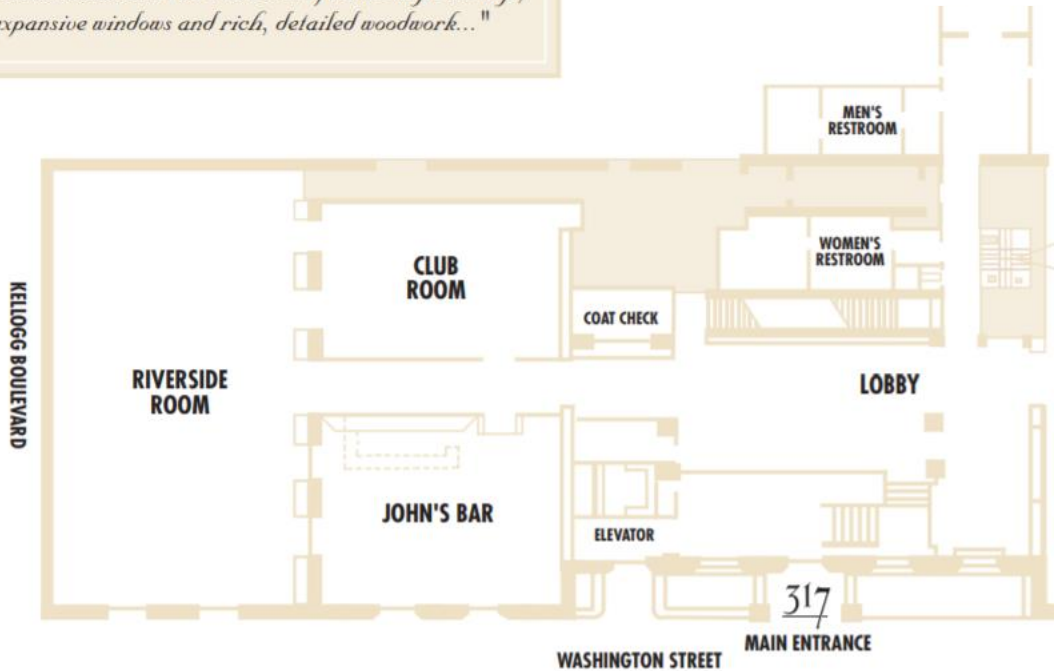 expansive windows and rich, detailed woodwork..."
MEN'S
RESTROOM
CLUB
ROOM
WOMEN'S
RESTROOM
COAT CHECK
KELLOGG BOULEVARD
RIVERSIDE
ROOM
LOBBY
JOHN'S BAR
ELEVATOR
317
MAIN ENTRANCE
WASHINGTON STREET